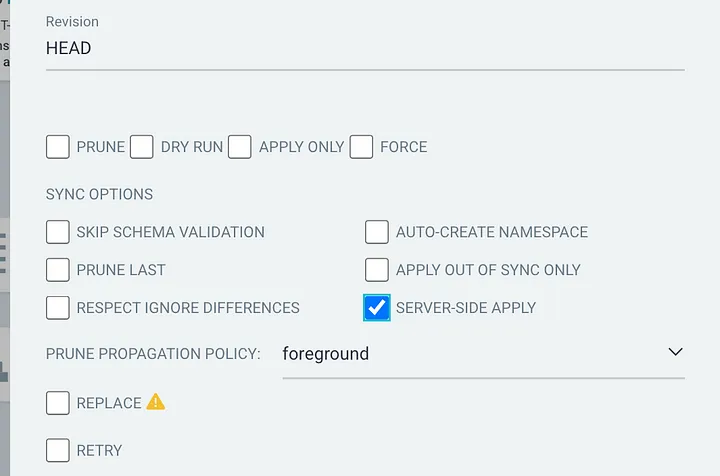 Revision
HEAD
PRUNE DRY RUN APPLY ONLY FORCE
SYNC OPTIONS
SKIP SCHEMA VALIDATION AUTO-CREATE NAMESPACE
PRUNE LAST APPLY OUT OF SYNC ONLY
RESPECT IGNORE DIFFERENCES SERVER-SIDE APPLY
PRUNE PROPAGATION POLICY: foreground
REPLACE
RETRY